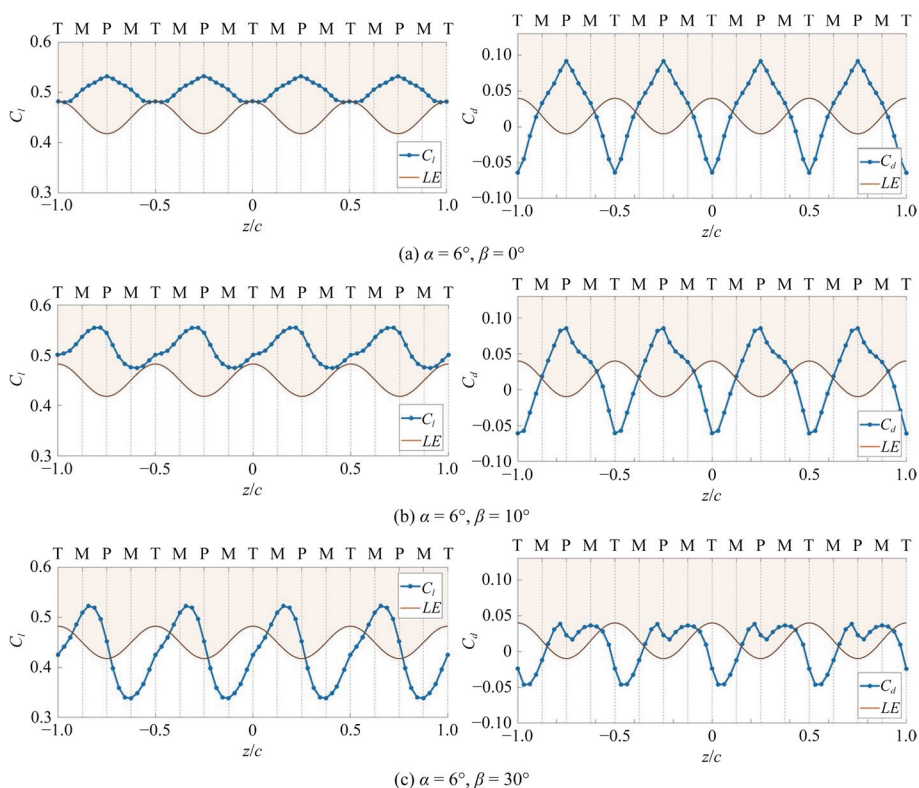 T M P M T M P M T M P M T M P M T
0.6
0.5
0.4
0.3
C_l
C_l
LE
−1.0 −0.5 0 0.5 1.0
z/c
T M P M T M P M T M P M T M P M T
0.10
0.05
0
−0.05
−0.10
C_d
C_d
LE
−1.0 −0.5 0 0.5 1.0
z/c
(a) α = 6°, β = 0°
T M P M T M P M T M P M T M P M T
0.6
0.5
0.4
0.3
C_l
C_l
LE
−1.0 −0.5 0 0.5 1.0
z/c
T M P M T M P M T M P M T M P M T
0.10
0.05
0
−0.05
−0.10
C_d
C_d
LE
−1.0 −0.5 0 0.5 1.0
z/c
(b) α = 6°, β = 10°
T M P M T M P M T M P M T M P M T
0.6
0.5
0.4
0.3
C_l
C_l
LE
−1.0 −0.5 0 0.5 1.0
z/c
T M P M T M P M T M P M T M P M T
0.10
0.05
0
−0.05
−0.10
C_d
C_d
LE
−1.0 −0.5 0 0.5 1.0
z/c
(c) α = 6°, β = 30°